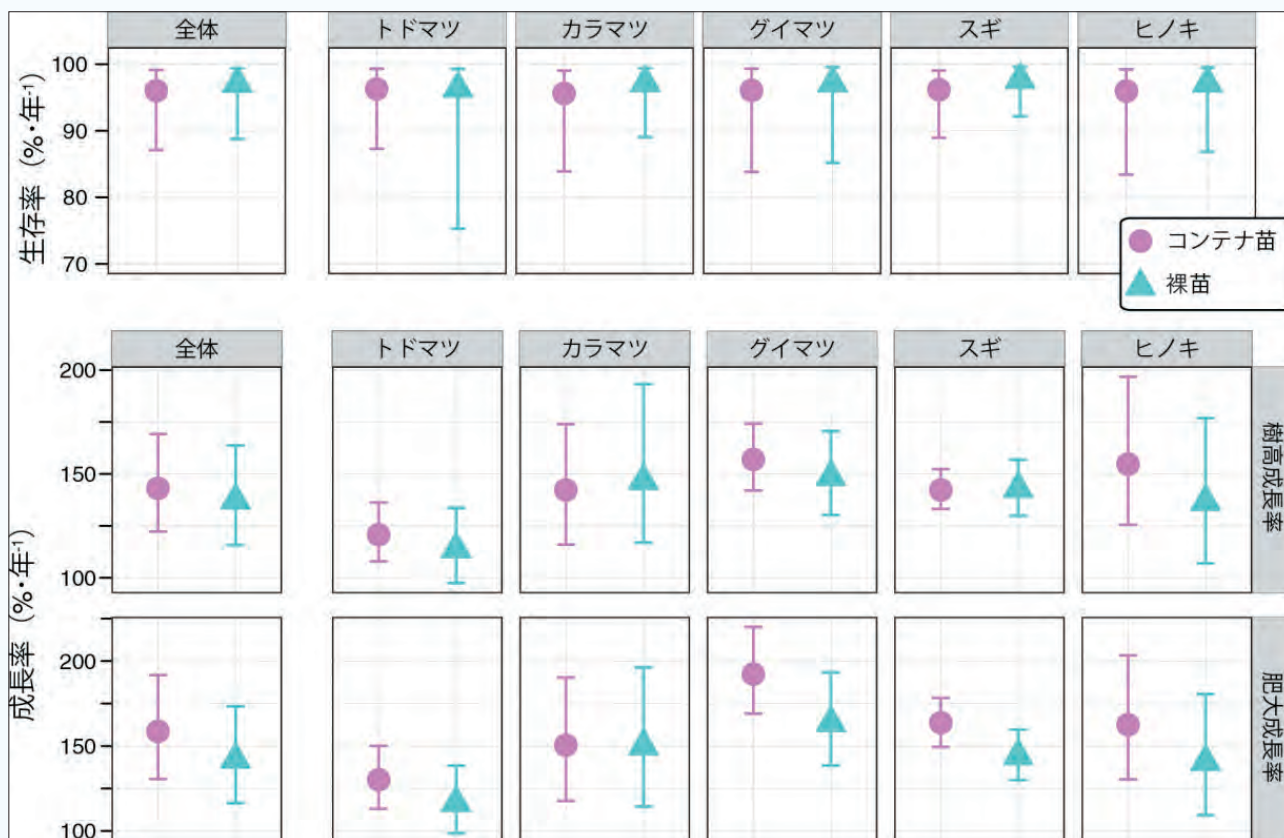 全体 トドマツ カラマツ グイマツ スギ ヒノキ
生存率（%･年-1）
100
90
80
70
コンテナ苗
裸苗
全体 トドマツ カラマツ グイマツ スギ ヒノキ
成長率（%･年-1）
200
150
100
樹高成長率
200
150
100
肥大成長率